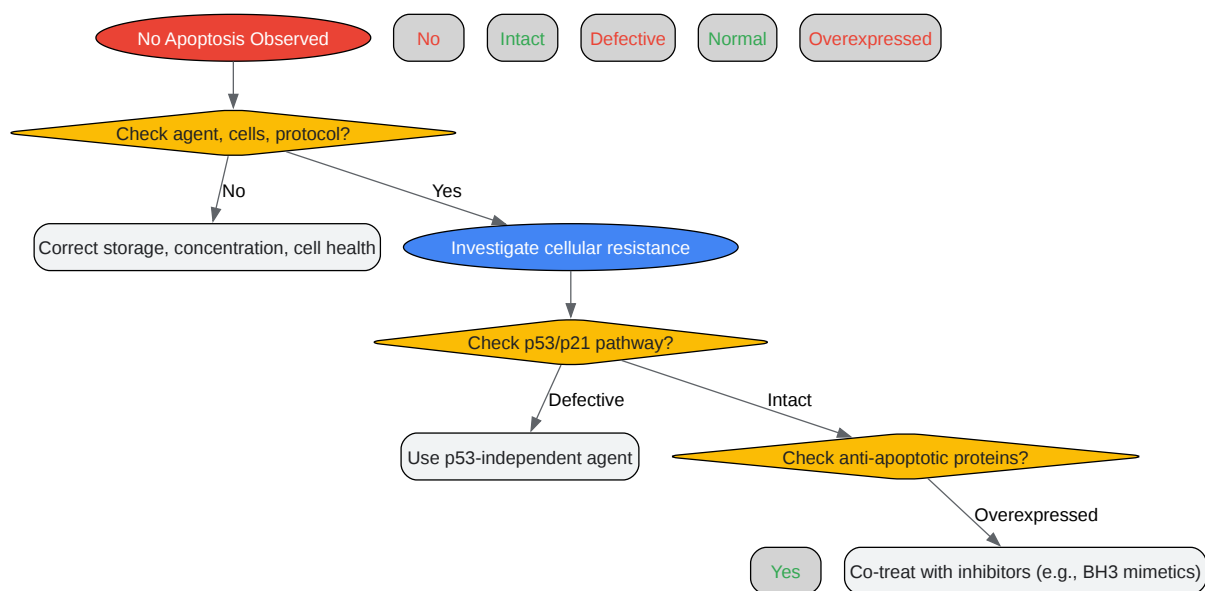 No Apoptosis Observed
No
Intact
Defective
Normal
Overexpressed
Check agent, cells, protocol?
No
Yes
Correct storage, concentration, cell health
Investigate cellular resistance
Check p53/p21 pathway?
Defective
Intact
Use p53-independent agent
Check anti-apoptotic proteins?
Overexpressed
Yes
Co-treat with inhibitors (e.g., BH3 mimetics)